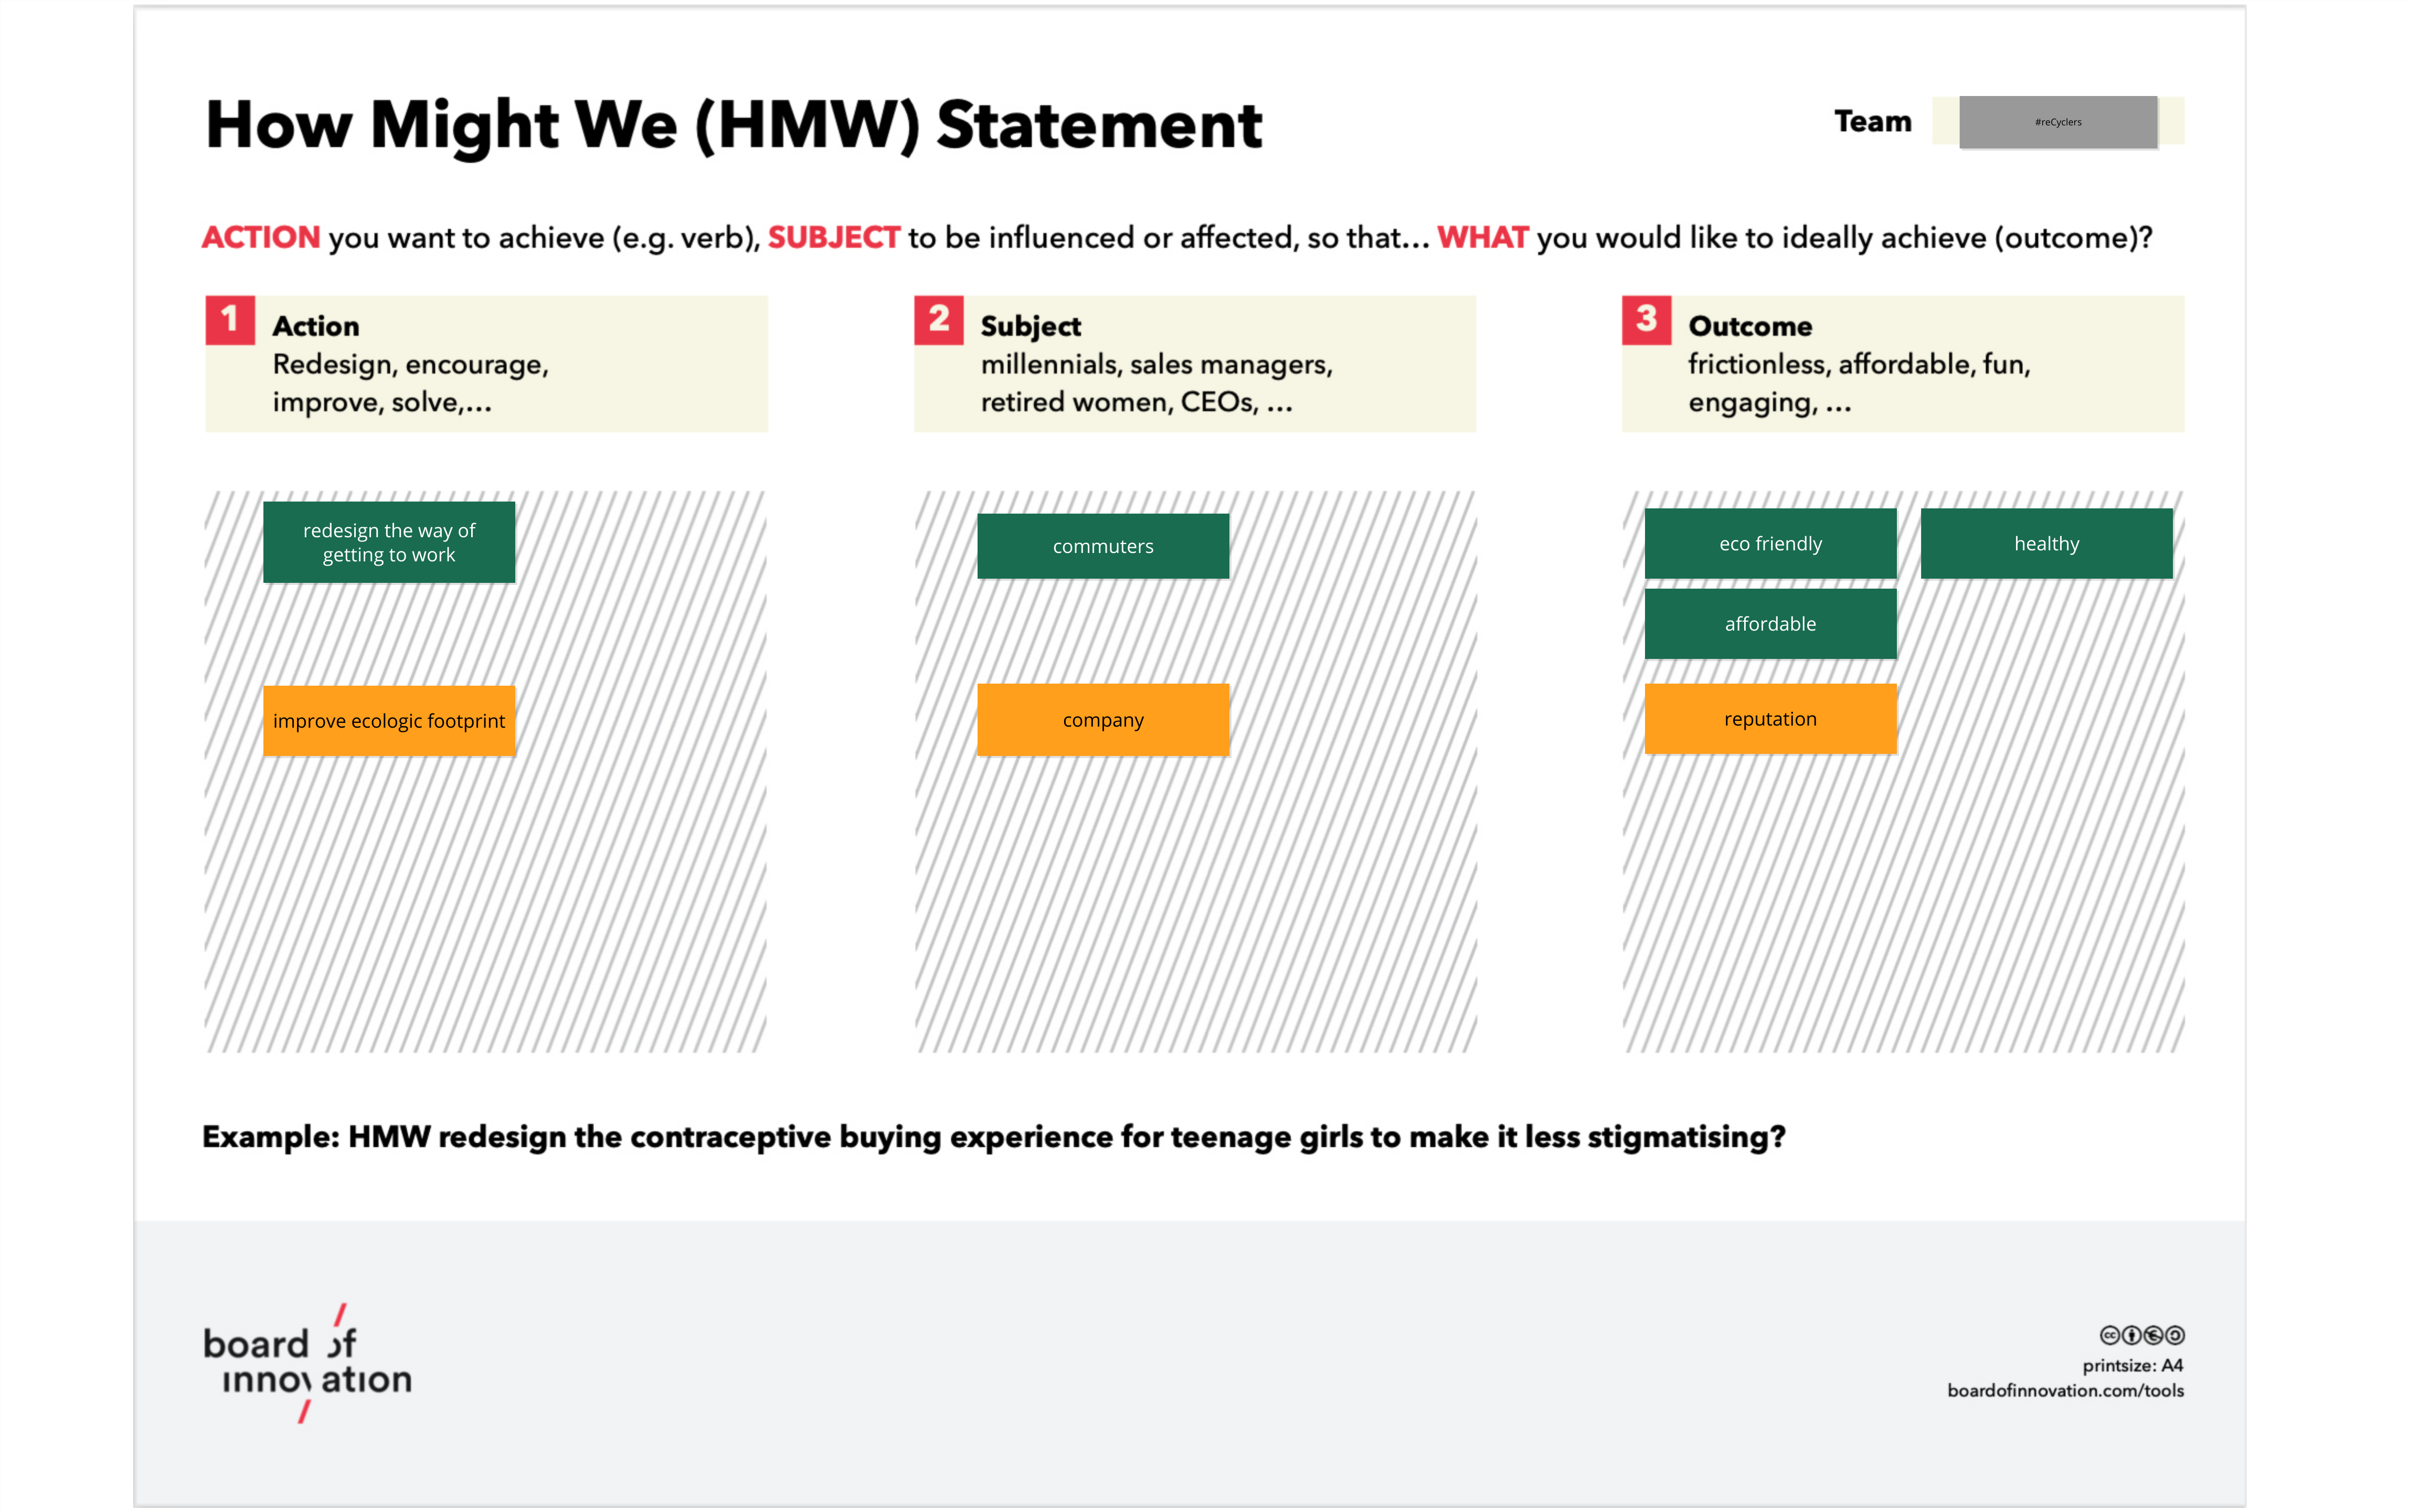 How Might We (HMW) Statement
Team
#reCyclers
ACTION you want to achieve (e.g. verb), SUBJECT to be influenced or affected, so that... WHAT you would like to ideally achieve (outcome)?
1
Action
Redesign, encourage,
improve, solve,...
2
Subject
millennials, sales managers,
retired women, CEOs, ...
3
Outcome
frictionless, affordable, fun,
engaging, ...
redesign the way of
getting to work
improve ecologic footprint
commuters
company
eco friendly
healthy
affordable
reputation
Example: HMW redesign the contraceptive buying experience for teenage girls to make it less stigmatising?
board of
innovation
printsize: A4
boardofinnovation.com/tools